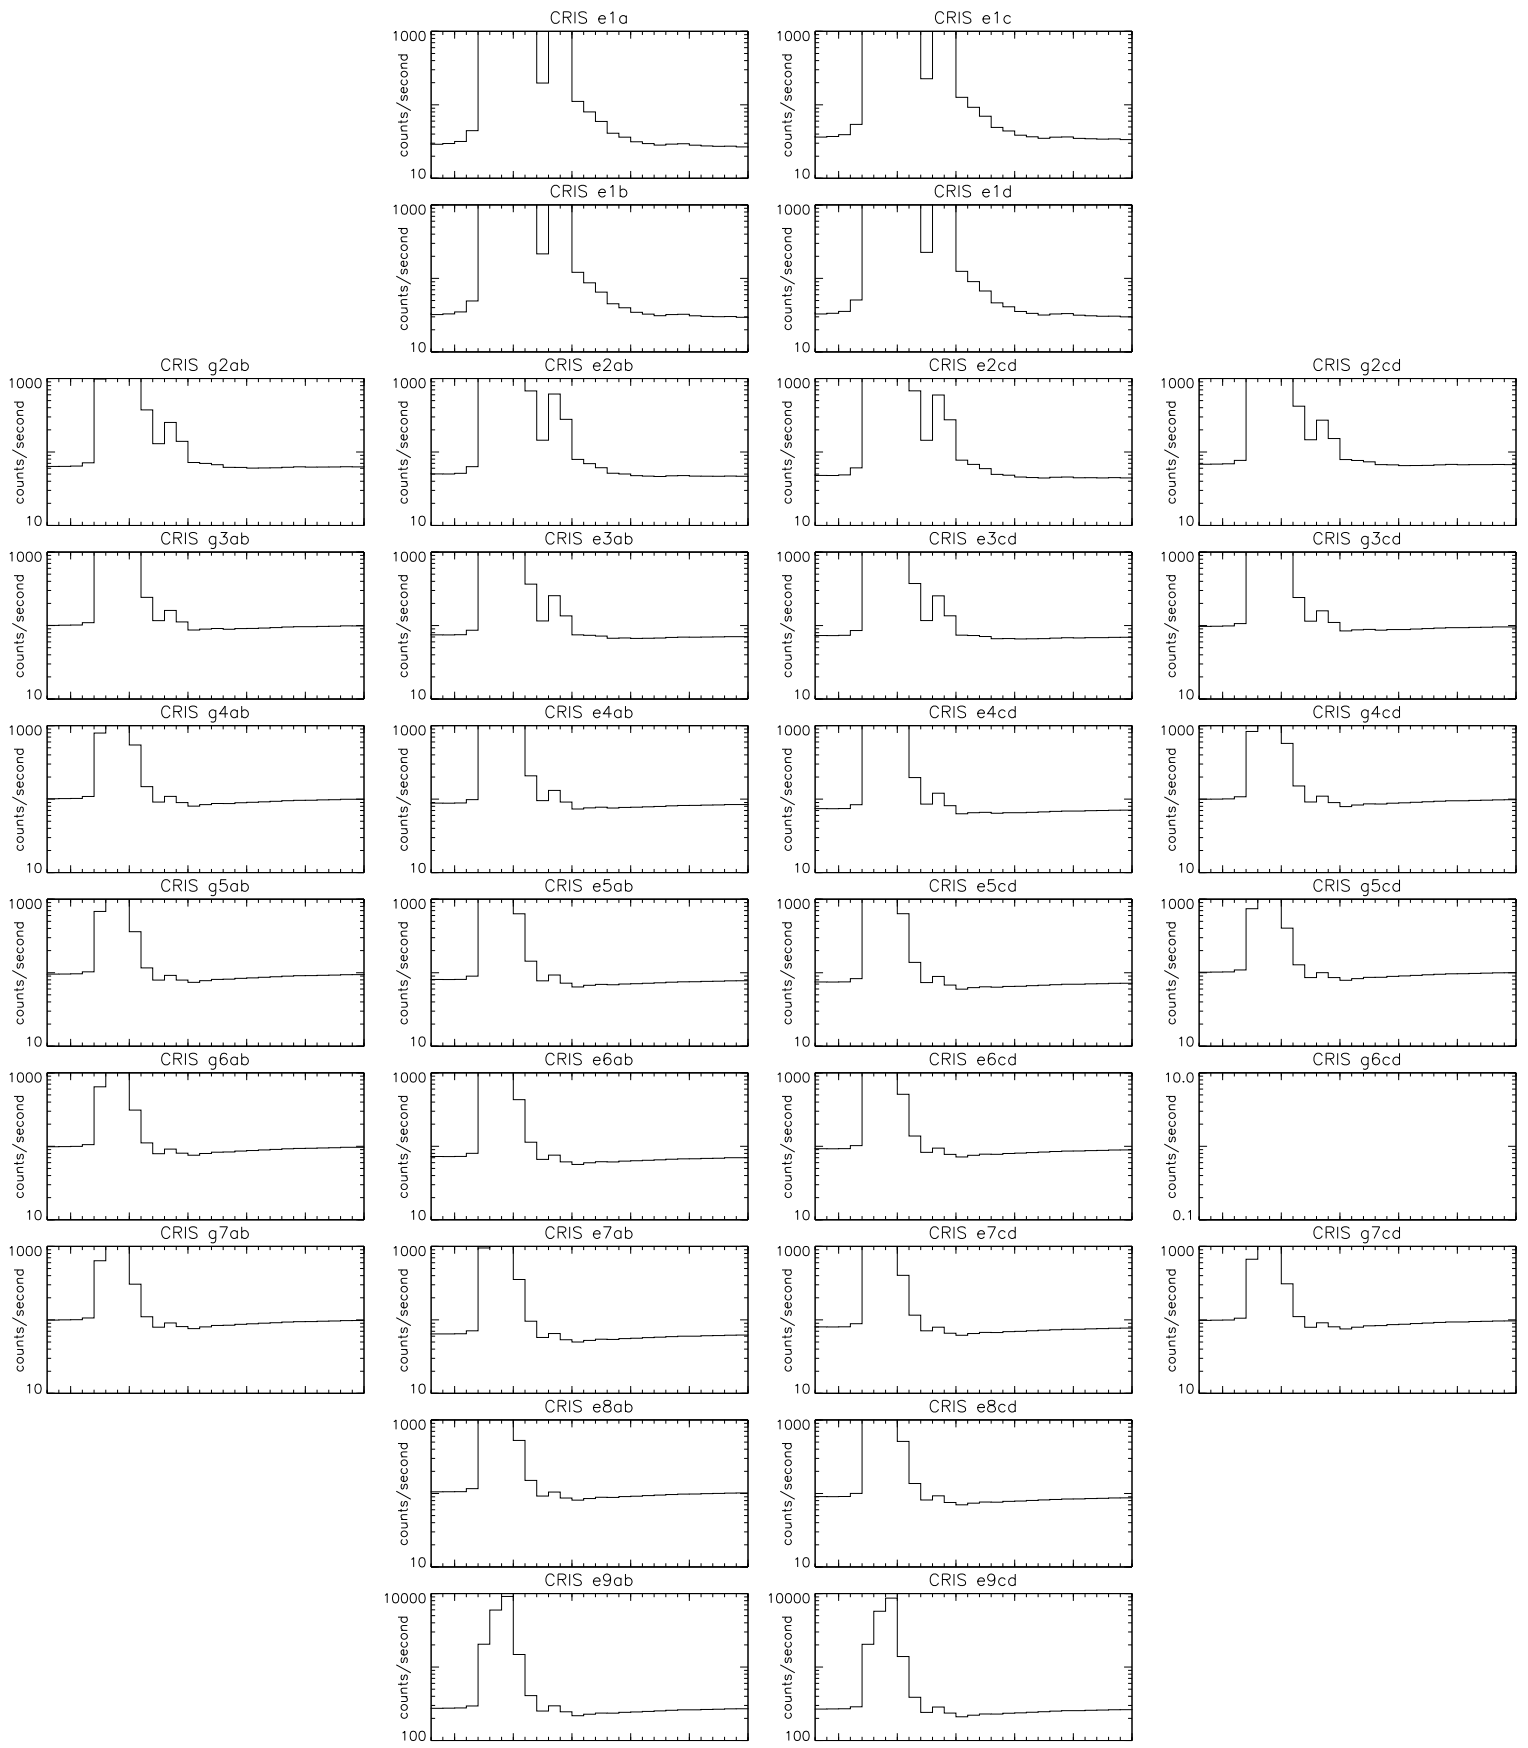 CRIS e1a
CRIS e1c
1000
counts/second
10
1000
counts/second
10
CRIS e1b
CRIS e1d
1000
counts/second
10
1000
counts/second
10
CRIS g2ab
CRIS e2ab
CRIS e2cd
CRIS g2cd
1000
counts/second
10
1000
counts/second
10
1000
counts/second
10
1000
counts/second
10
CRIS g3ab
CRIS e3ab
CRIS e3cd
CRIS g3cd
1000
counts/second
10
1000
counts/second
10
1000
counts/second
10
1000
counts/second
10
CRIS g4ab
CRIS e4ab
CRIS e4cd
CRIS g4cd
1000
counts/second
10
1000
counts/second
10
1000
counts/second
10
1000
counts/second
10
CRIS g5ab
CRIS e5ab
CRIS e5cd
CRIS g5cd
1000
counts/second
10
1000
counts/second
10
1000
counts/second
10
1000
counts/second
10
CRIS g6ab
CRIS e6ab
CRIS e6cd
CRIS g6cd
1000
counts/second
10
1000
counts/second
10
1000
counts/second
10
10.0
counts/second
0.1
CRIS g7ab
CRIS e7ab
CRIS e7cd
CRIS g7cd
1000
counts/second
10
1000
counts/second
10
1000
counts/second
10
1000
counts/second
10
CRIS e8ab
CRIS e8cd
1000
counts/second
10
1000
counts/second
10
CRIS e9ab
CRIS e9cd
10000
counts/second
100
10000
counts/second
100